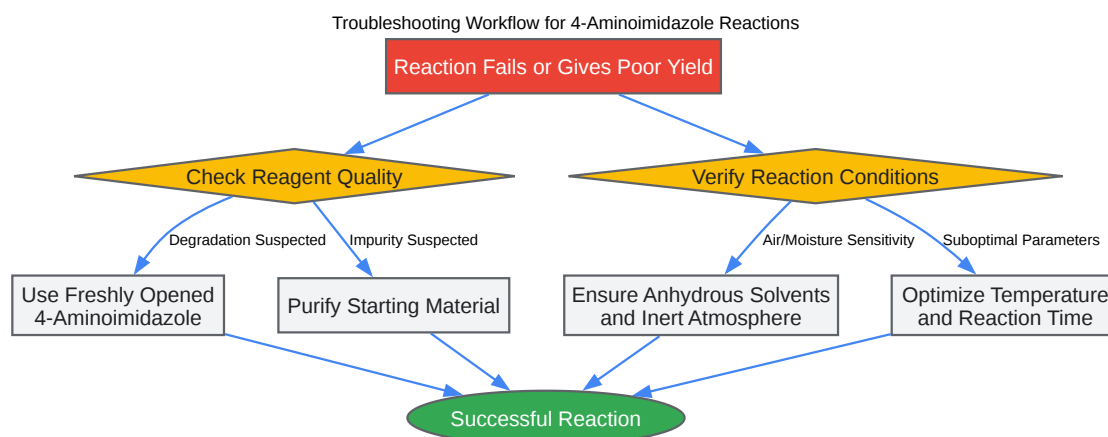 Troubleshooting Workflow for 4-Aminoimidazole Reactions
Reaction Fails or Gives Poor Yield
Check Reagent Quality
Verify Reaction Conditions
Degradation Suspected
Impurity Suspected
Air/Moisture Sensitivity
Suboptimal Parameters
Use Freshly Opened
4-Aminoimidazole
Purify Starting Material
Ensure Anhydrous Solvents
and Inert Atmosphere
Optimize Temperature
and Reaction Time
Successful Reaction